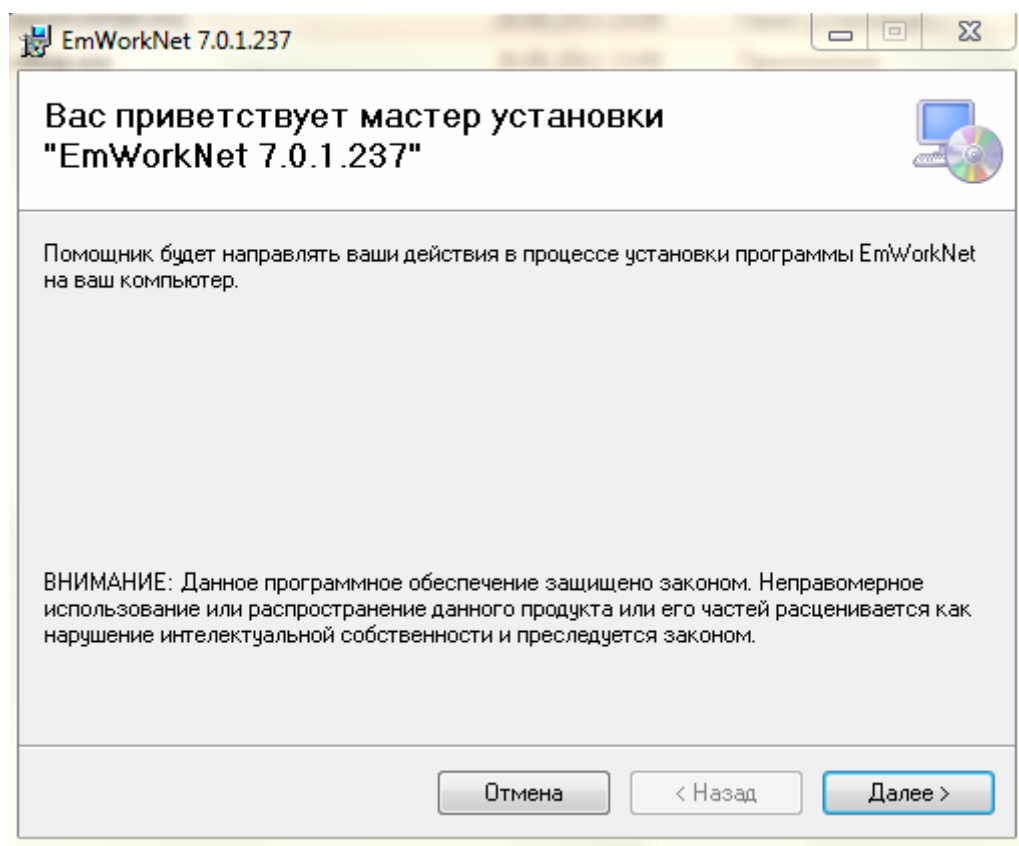 EmWorkNet 7.0.1.237
Вас приветствует мастер установки
"EmWorkNet 7.0.1.237"
Помощник будет направлять ваши действия в процессе установки программы EmWorkNet
на ваш компьютер.
ВНИМАНИЕ: Данное программное обеспечение защищено законом. Неправомерное
использование или распространение данного продукта или его частей расценивается как
нарушение интелектуальной собственности и преследуется законом.
Отмена
< Назад
Далее >